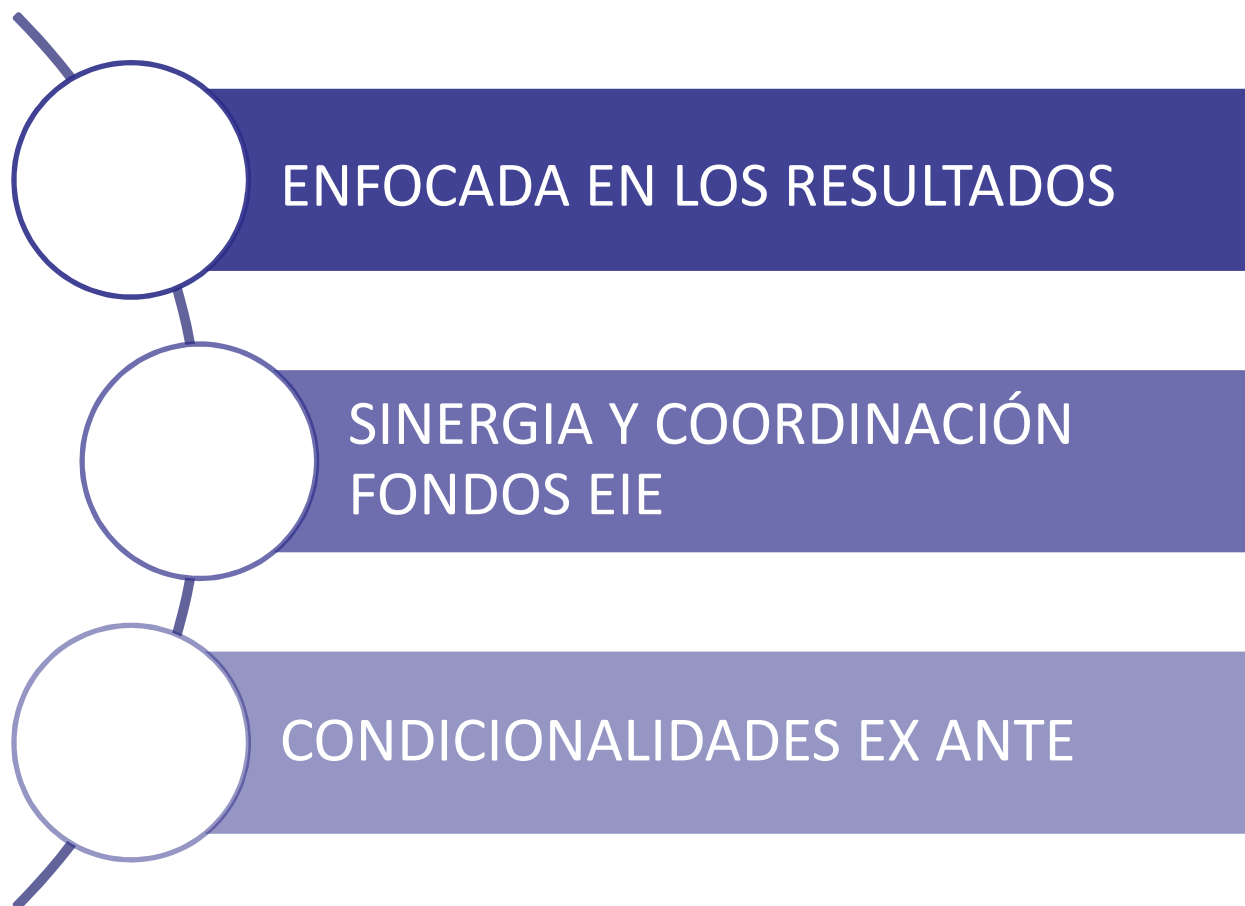 ENFOCADA EN LOS RESULTADOS
SINERGIA Y COORDINACIÓN
FONDOS EIE
CONDICIONALIDADES EX ANTE